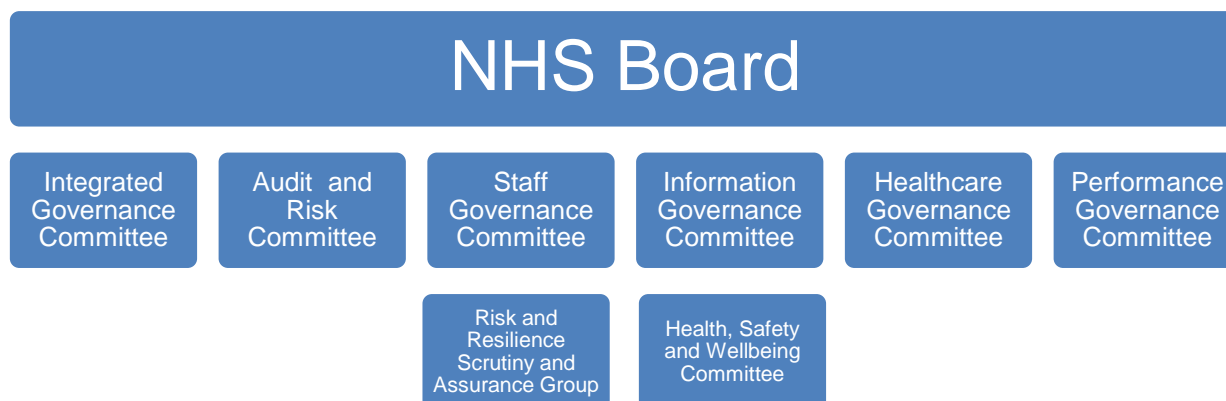 NHS Board
Integrated
Governance
Committee
Audit and
Risk
Committee
Staff
Governance
Committee
Information
Governance
Committee
Healthcare
Governance
Committee
Performance
Governance
Committee
Risk and
Resilience
Scrutiny and
Assurance Group
Health, Safety
and Wellbeing
Committee